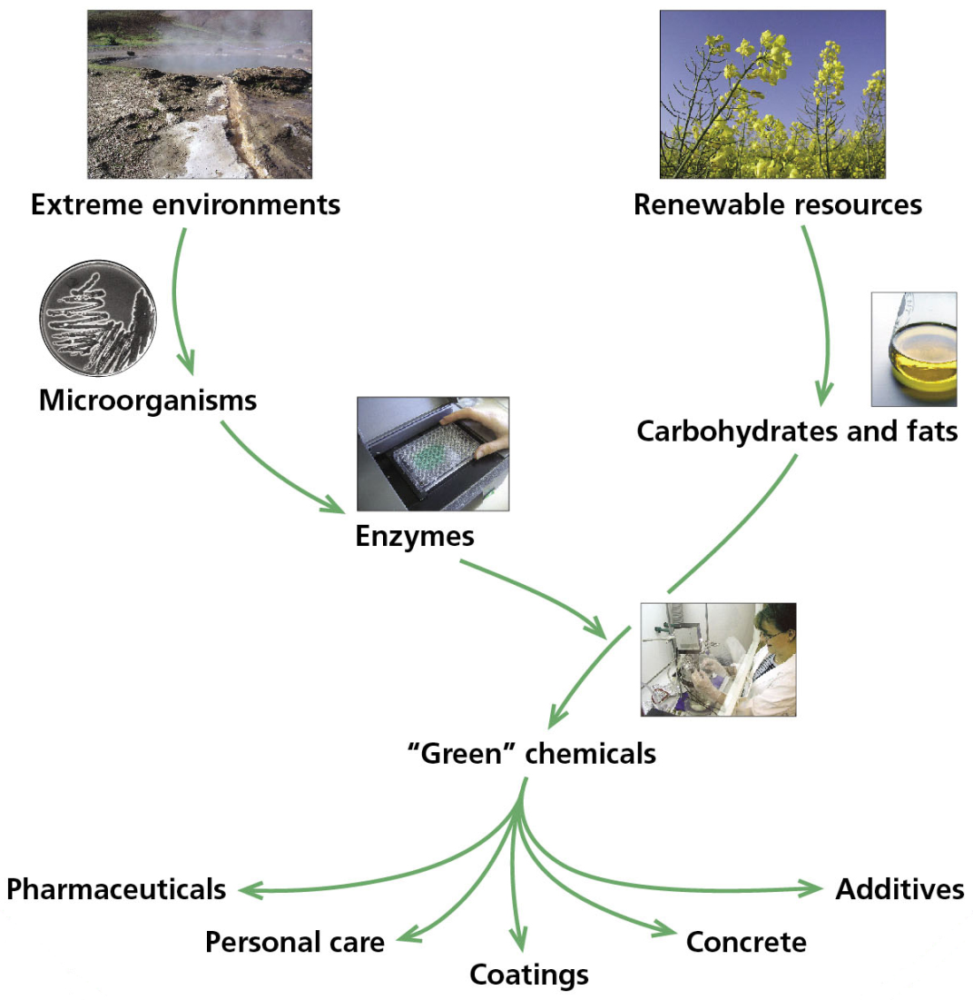 Extreme environments
Renewable resources
Microorganisms
Carbohydrates and fats
Enzymes
“Green” chemicals
Pharmaceuticals
Additives
Personal care
Concrete
Coatings